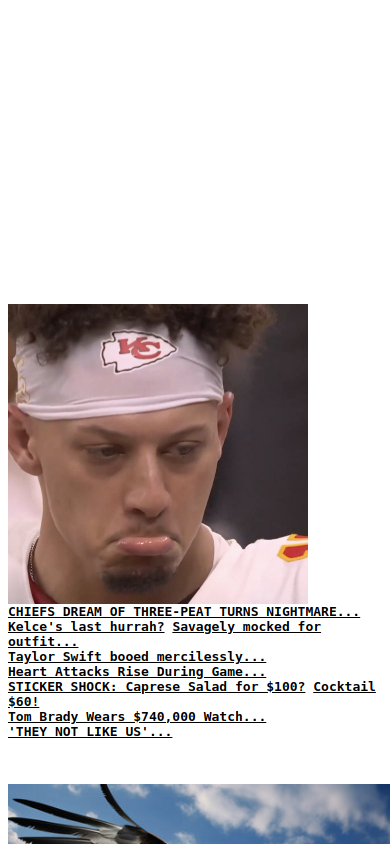 KC
CHIEFS DREAM OF THREE-PEAT TURNS NIGHTMARE...
Kelce's last hurrah? Savagely mocked for
outfit...
Taylor Swift booed mercilessly...
Heart Attacks Rise During Game...
STICKER SHOCK: Caprese Salad for $100? Cocktail
$60!
Tom Brady Wears $740,000 Watch...
'THEY NOT LIKE US'...